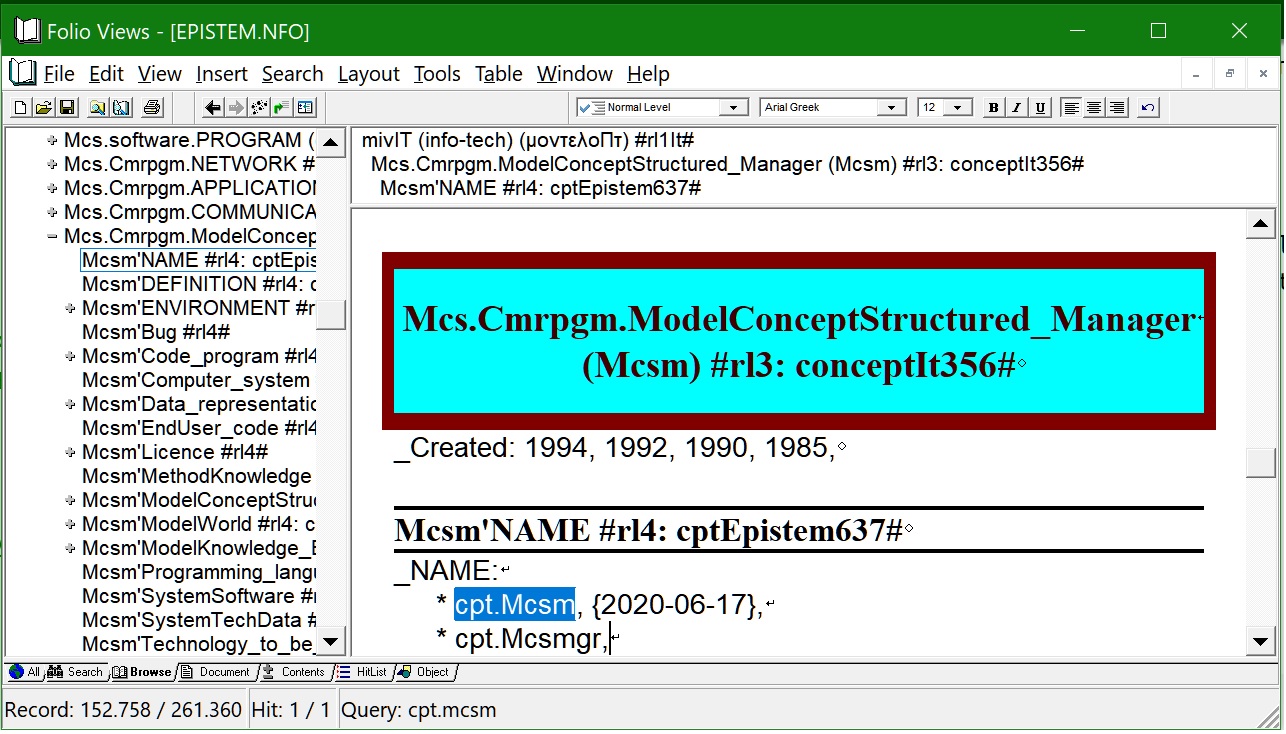 Folio Views - [EPISTEM.NFO]
File Edit View Insert Search Layout Tools Table Window Help
Normal Level Arial Greek 12 B I U
Mcs.software.PROGRAM (
Mcs.Cmrpgm.NETWORK #
Mcs.Cmrpgm.APPLICATION
Mcs.Cmrpgm.COMMUNICA
Mcs.Cmrpgm.ModelConcep
Mcsm'NAME #rl4: cptEpis
Mcsm'DEFINITION #rl4: c
Mcsm'ENVIRONMENT #r
Mcsm'Bug #rl4#
Mcsm'Code_program #rl4
Mcsm'Computer_system
Mcsm'Data_representatio
Mcsm'EndUser_code #rl4
Mcsm'Licence #rl4#
Mcsm'MethodKnowledge
Mcsm'ModelConceptStruc
Mcsm'ModelWorld #rl4: c
Mcsm'ModelKnowledge_E
Mcsm'Programming_langu
Mcsm'SystemSoftware #r
Mcsm'SystemTechData #
Mcsm'Technology_to_be_
mivIT (info-tech) (μοντελοΠτ) #rl1It#
Mcs.Cmrpgm.ModelConceptStructured_Manager (Mcsm) #rl3: conceptIt356#
Mcsm'NAME #rl4: cptEpistem637#
Mcs.Cmrpgm.ModelConceptStructured_Manager
(Mcsm) #rl3: conceptIt356#
_Created: 1994, 1992, 1990, 1985,
Mcsm'NAME #rl4: cptEpistem637#
_NAME:
* cpt.Mcsm, {2020-06-17},
* cpt.Mcsmgr,
All Search Browse Document Contents HitList Object
Record: 152.758 / 261.360 Hit: 1 / 1 Query: cpt.mcsm